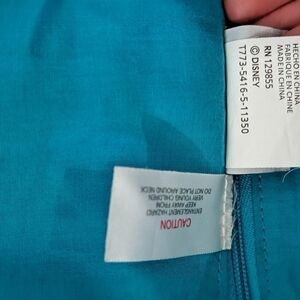 HECHO EN CHINA
FABRIQUE EN CHINE
MADE IN CHINA
RN 129855
© DISNEY
T773-5416-5-11350
CAUTION
ENTANGLEMENT HAZARD
KEEP AWAY FROM
VERY YOUNG CHILDREN
DO NOT PLACE AROUND NECK